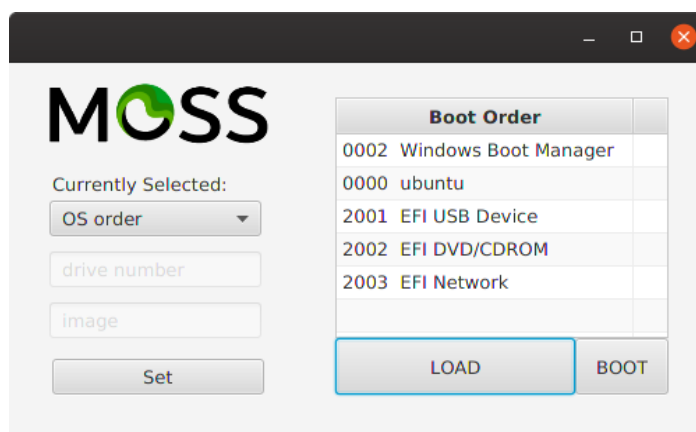 MOSS
Currently Selected:
OS order
drive number
image
Set
Boot Order
0002 Windows Boot Manager
0000 ubuntu
2001 EFI USB Device
2002 EFI DVD/CDROM
2003 EFI Network
LOAD
BOOT